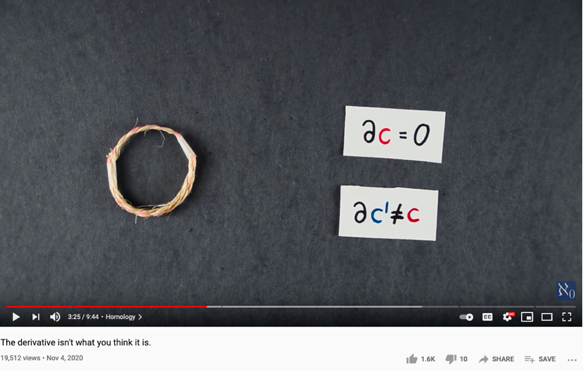 ∂c = 0
∂c' ≠ c
ℵ0
3:25 / 9:44 • Homology >
CC
The derivative isn't what you think it is.
19,512 views • Nov 4, 2020
1.6K
10
SHARE
SAVE